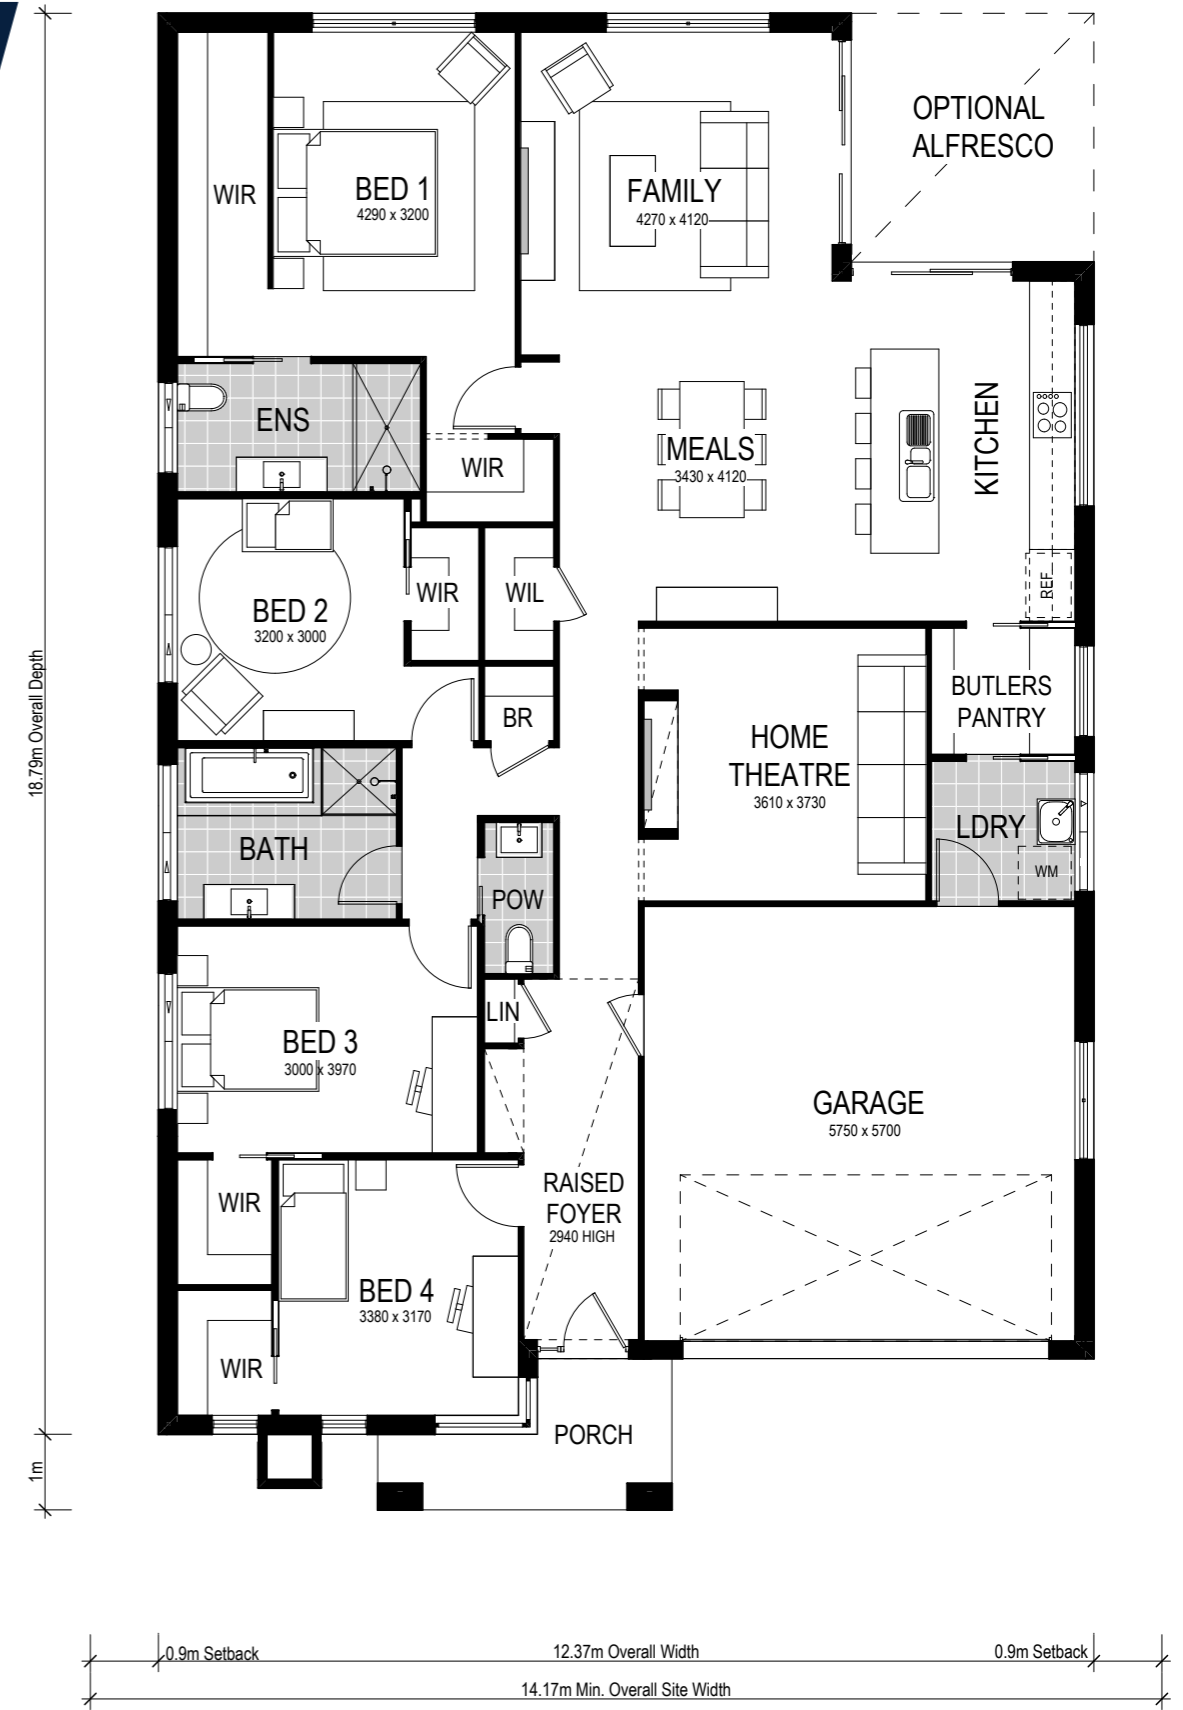 OPTIONAL
ALFRESCO
WIR
BED 1
4290 x 3200
FAMILY
4270 x 4120
ENS
WIR
MEALS
3430 x 4120
KITCHEN
REF
BED 2
3200 x 3000
WIR
WIL
BR
HOME
THEATRE
3610 x 3730
BUTLERS
PANTRY
LDRY
WM
BATH
POW
LIN
BED 3
3000 x 3970
GARAGE
5750 x 5700
WIR
RAISED
FOYER
2940 HIGH
BED 4
3380 x 3170
WIR
PORCH
18.79m Overall Depth
1m
0.9m Setback
12.37m Overall Width
0.9m Setback
14.17m Min. Overall Site Width